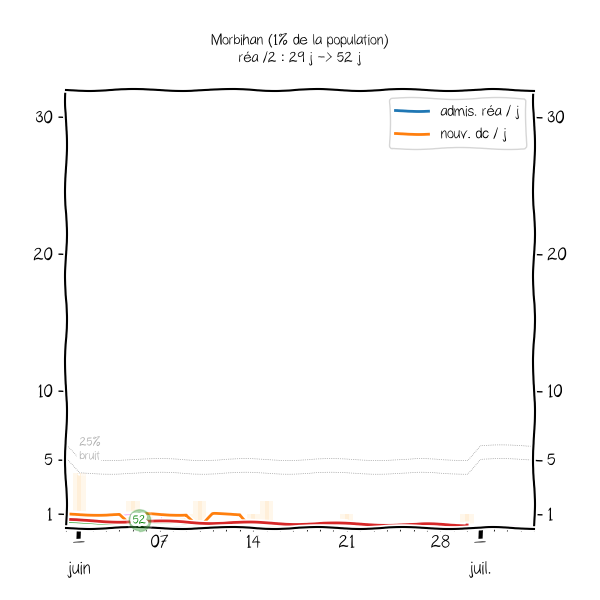 Morbihan (1% de la population)
réa /2 : 29 j -> 52 j
admis. réa / j
nouv. dc / j
30
30
20
20
10
10
25%
bruit
5
5
52
1
1
07
14
21
28
juin
juil.